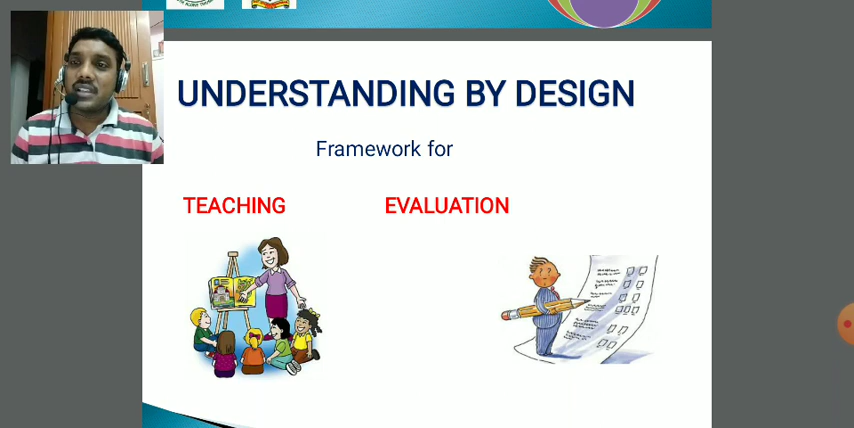 UNDERSTANDING BY DESIGN
Framework for
TEACHING EVALUATION